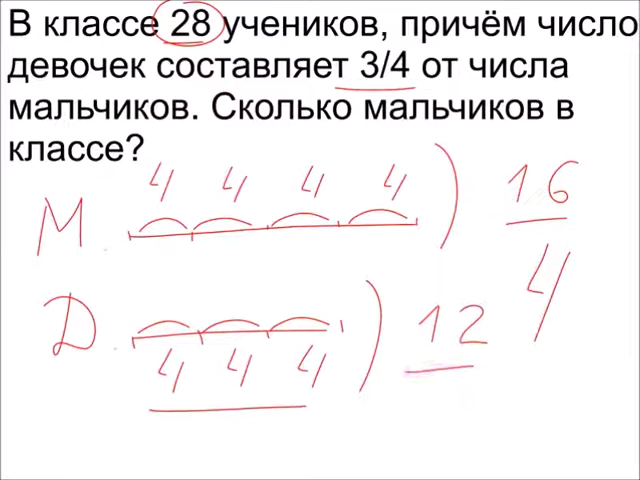 В классе 28 учеников, причём число
девочек составляет 3/4 от числа
мальчиков. Сколько мальчиков в
классе?
4 4 4 4
М ) 16
4
Д ) 12
4 4 4